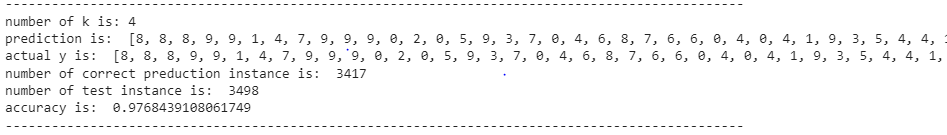 --------------------------------------------------------------------------------------------------
number of k is: 4
prediction is:  [8, 8, 8, 9, 9, 1, 4, 7, 9, 9, 9, 0, 2, 0, 5, 9, 3, 7, 0, 4, 6, 8, 7, 6, 6, 0, 4, 0, 4, 1, 9, 3, 5, 4, 4,
actual y is:  [8, 8, 8, 9, 9, 1, 4, 7, 9, 9, 9, 0, 2, 0, 5, 9, 3, 7, 0, 4, 6, 8, 7, 6, 6, 0, 4, 0, 4, 1, 9, 3, 5, 4, 4, 1,
number of correct preduction instance is:  3417
number of test instance is:  3498
accuracy is:  0.9768439108061749
--------------------------------------------------------------------------------------------------